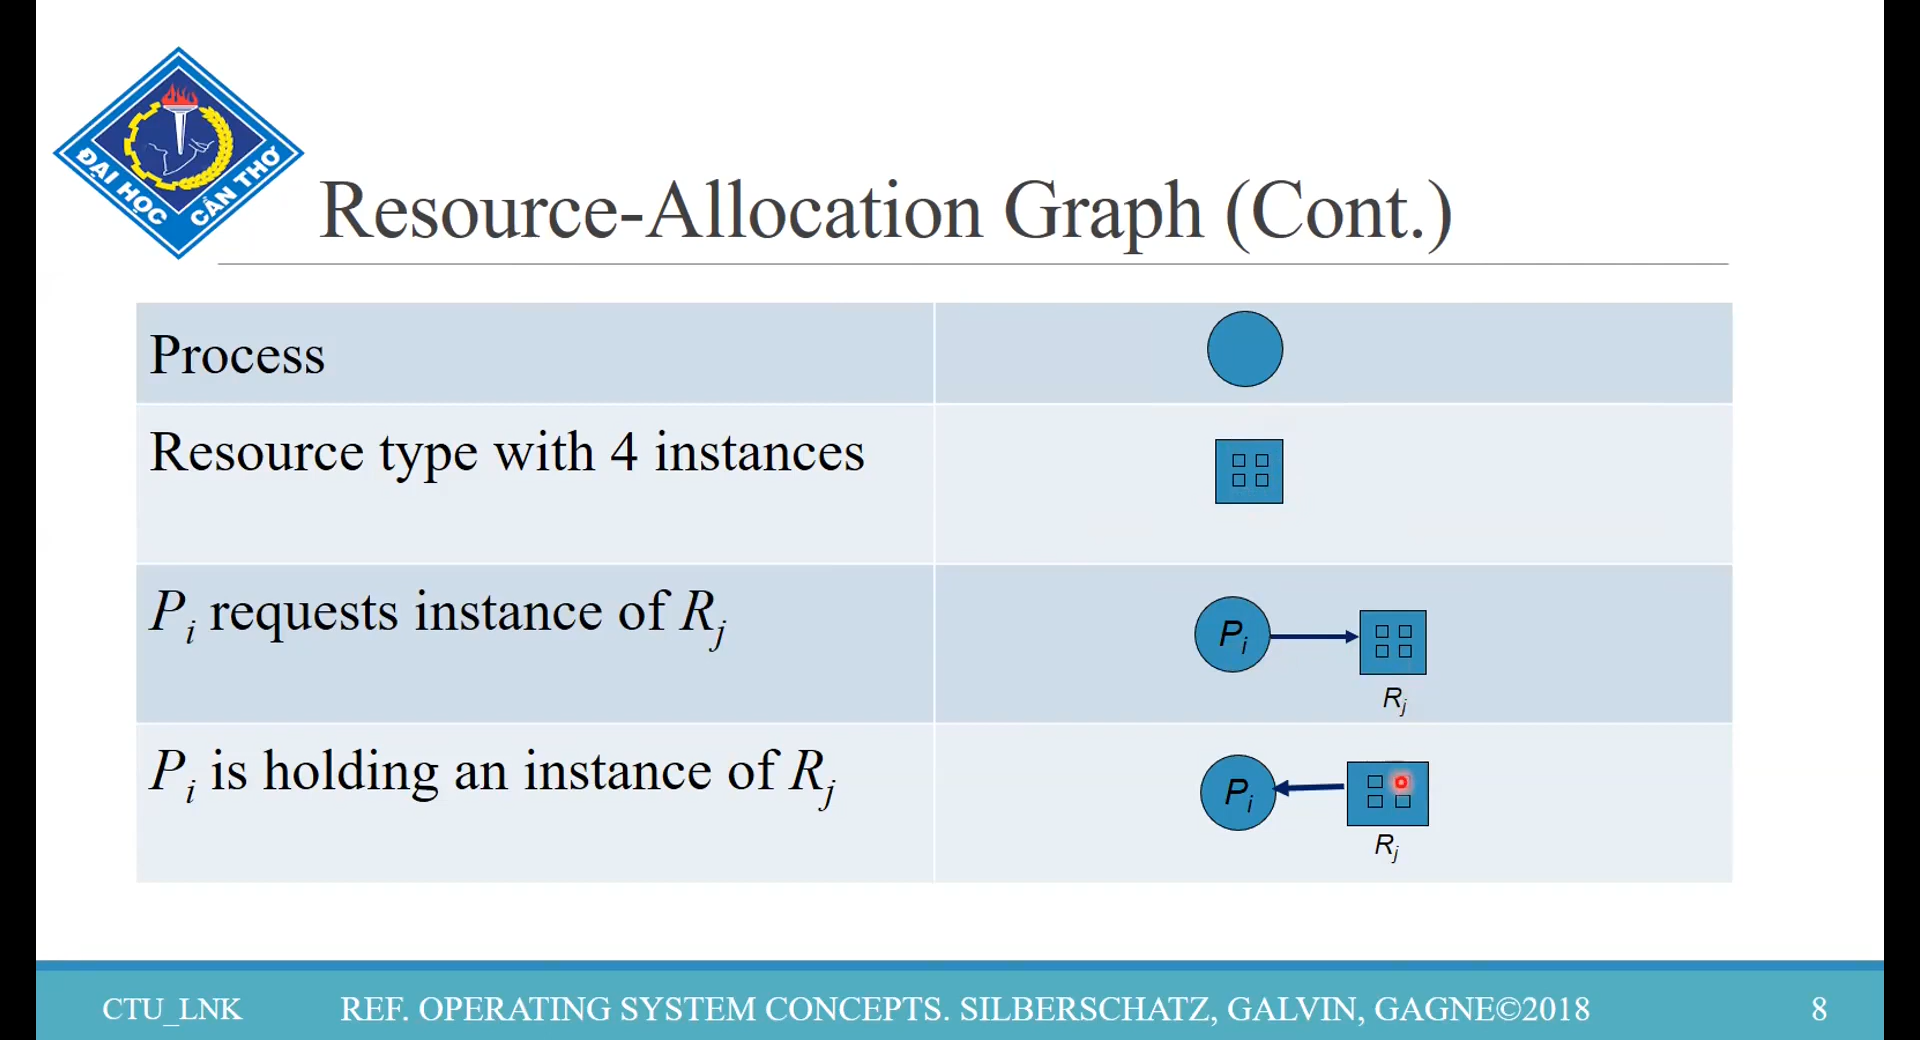 ĐẠI HỌC CẦN THƠ
Resource-Allocation Graph (Cont.)
Process
Resource type with 4 instances
Pi requests instance of Rj
Pi
Rj
Pi is holding an instance of Rj
Pi
Rj
CTU_LNK
REF. OPERATING SYSTEM CONCEPTS. SILBERSCHATZ, GALVIN, GAGNE©2018
8